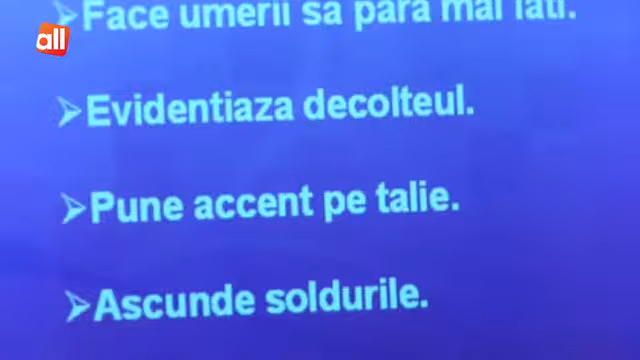 Face umerii sa para mai lati.
all
Evidentiaza decolteul.
Pune accent pe talie.
Ascunde soldurile.